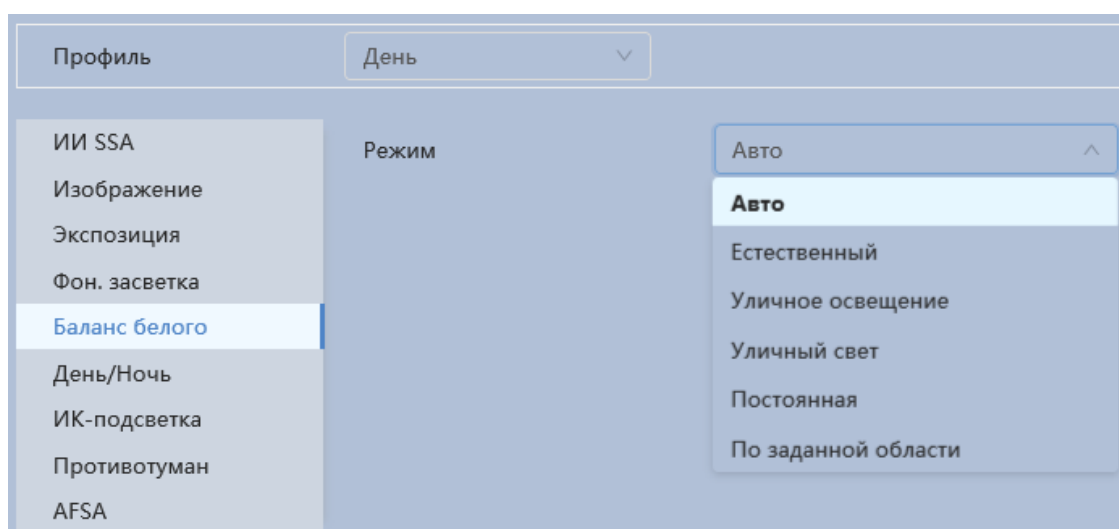 Профиль
День
ИИ SSA
Изображение
Экспозиция
Фон. засветка
Баланс белого
День/Ночь
ИК-подсветка
Противотуман
AFSA
Режим
Авто
Авто
Естественный
Уличное освещение
Уличный свет
Постоянная
По заданной области